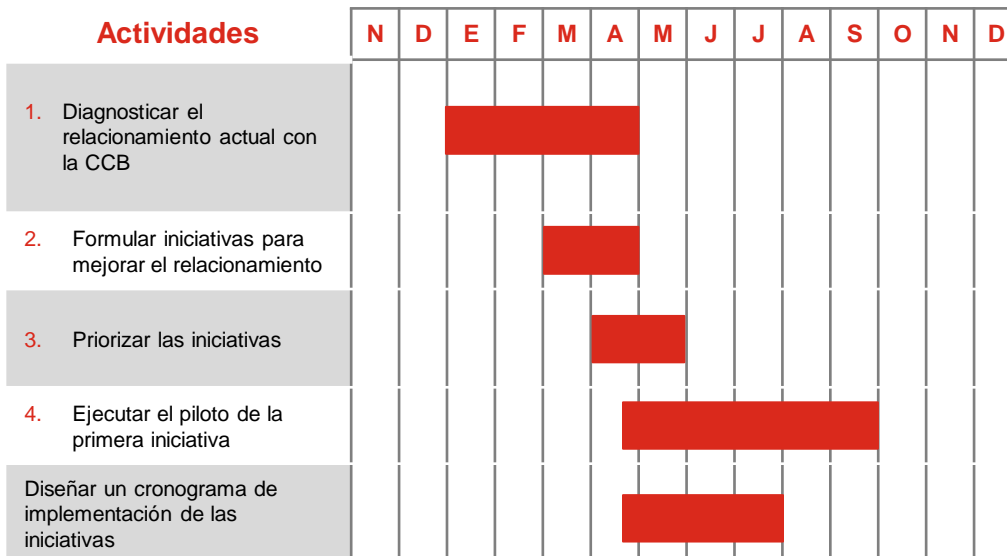 Actividades N D E F M A M J J A S O N D
1. Diagnosticar el
relacionamiento actual con
la CCB
2. Formular iniciativas para
mejorar el relacionamiento
3. Priorizar las iniciativas
4. Ejecutar el piloto de la
primera iniciativa
Diseñar un cronograma de
implementación de las
iniciativas